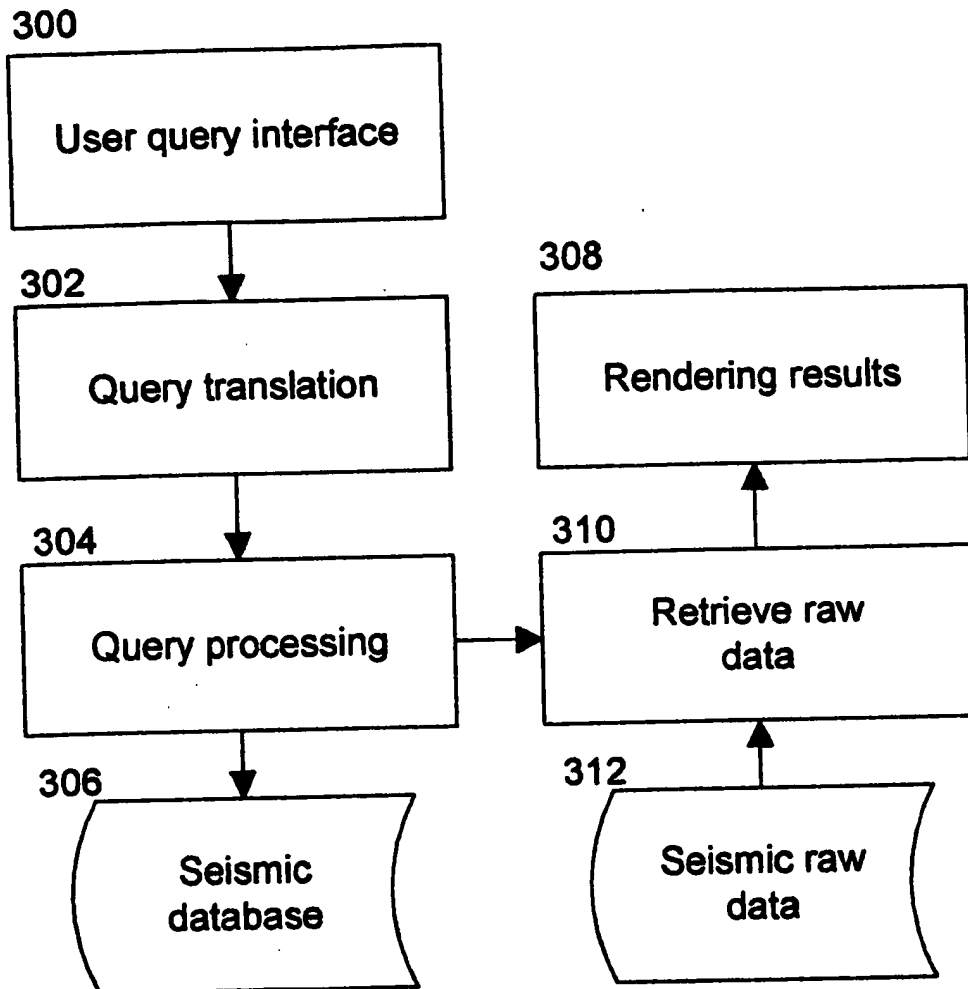 300
User query interface
302
Query translation
304
Query processing
306
Seismic
database
308
Rendering results
310
Retrieve raw
data
312
Seismic raw
data